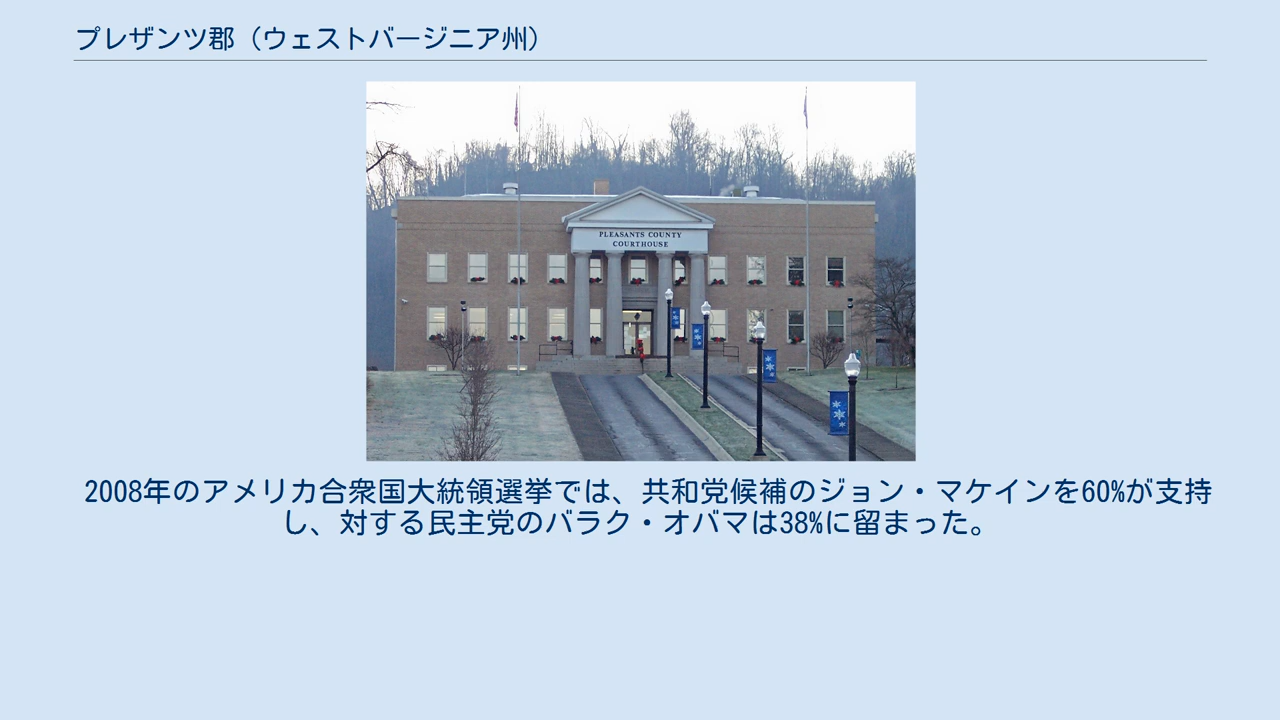 プレザンツ郡（ウェストバージニア州）
PLEASANTS COUNTY
COURTHOUSE
2008年のアメリカ合衆国大統領選挙では、共和党候補のジョン・マケインを60%が支持
し、対する民主党のバラク・オバマは38%に留まった。